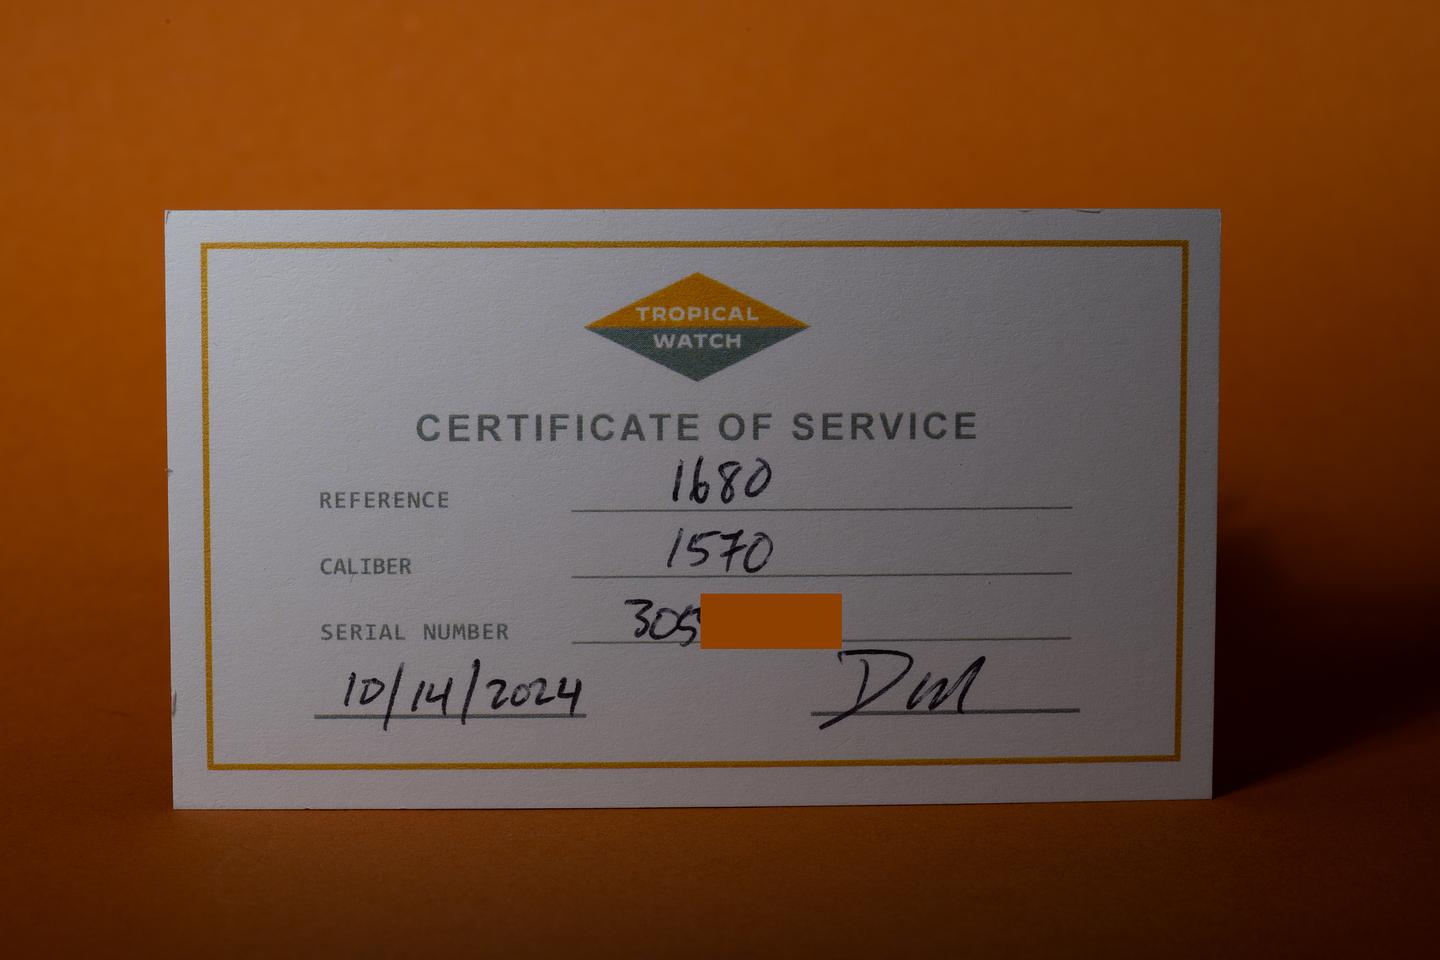 TROPICAL
WATCH
CERTIFICATE OF SERVICE
REFERENCE 1680
CALIBER 1570
SERIAL NUMBER 305
10/14/2024